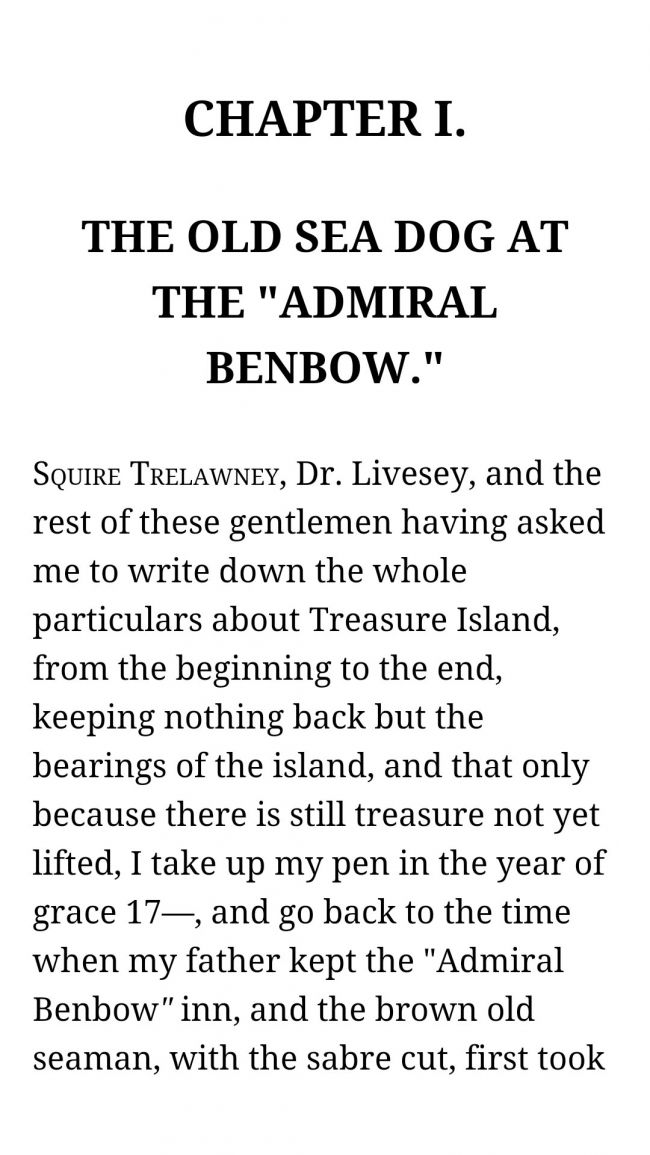 CHAPTER I.
THE OLD SEA DOG AT
THE "ADMIRAL
BENBOW."
Squire Trelawney, Dr. Livesey, and the
rest of these gentlemen having asked
me to write down the whole
particulars about Treasure Island,
from the beginning to the end,
keeping nothing back but the
bearings of the island, and that only
because there is still treasure not yet
lifted, I take up my pen in the year of
grace 17—, and go back to the time
when my father kept the "Admiral
Benbow" inn, and the brown old
seaman, with the sabre cut, first took